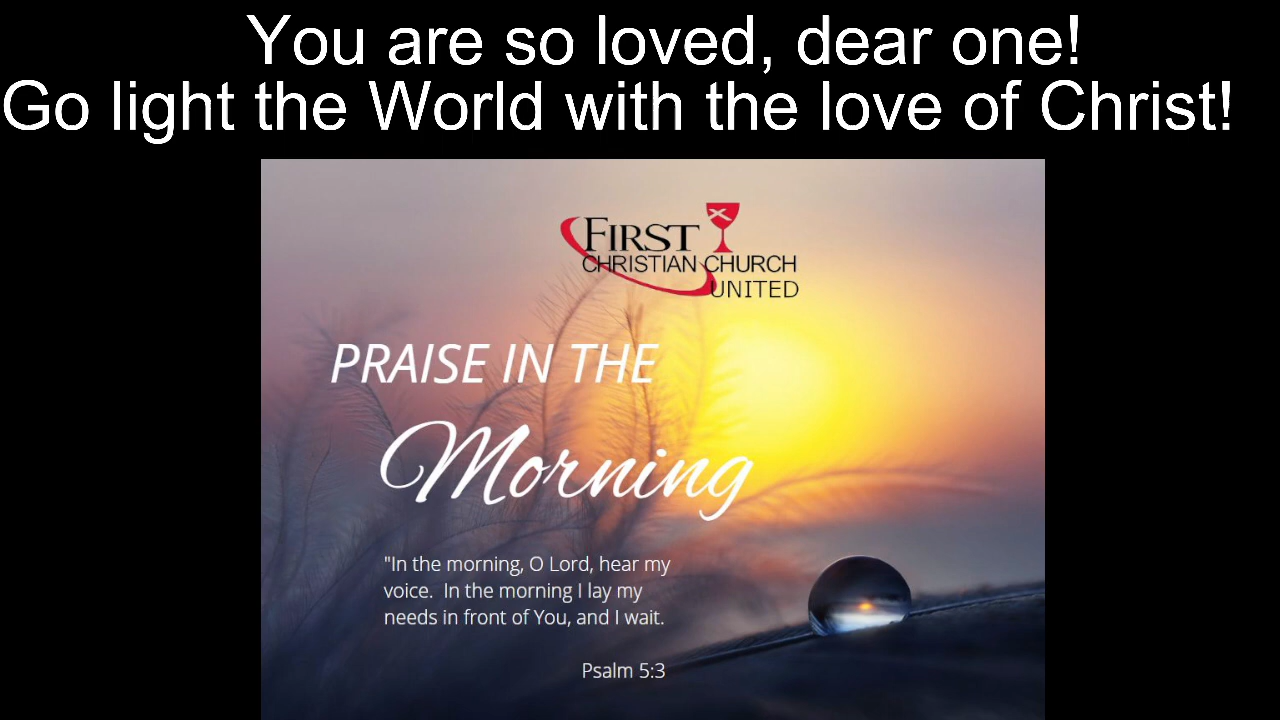 You are so loved, dear one!
Go light the World with the love of Christ!
FIRST
CHRISTIAN CHURCH
UNITED
PRAISE IN THE
Morning
"In the morning, O Lord, hear my
voice.  In the morning I lay my
needs in front of You, and I wait.
Psalm 5:3